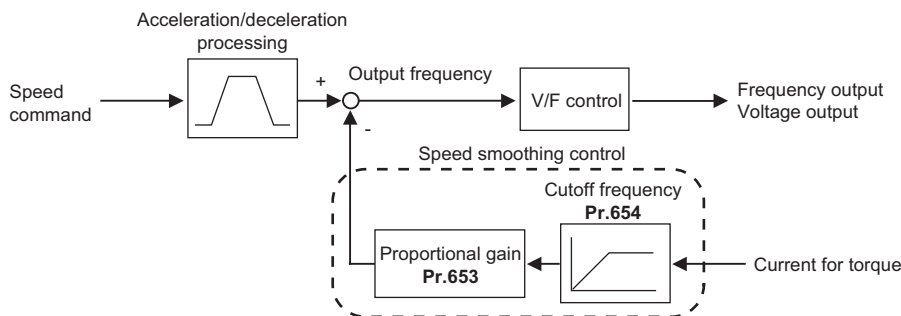 Acceleration/deceleration
processing
Speed
command
+
Output frequency
-
V/F control
Frequency output
Voltage output
Speed smoothing control
Cutoff frequency
Pr.654
Proportional gain
Pr.653
Current for torque